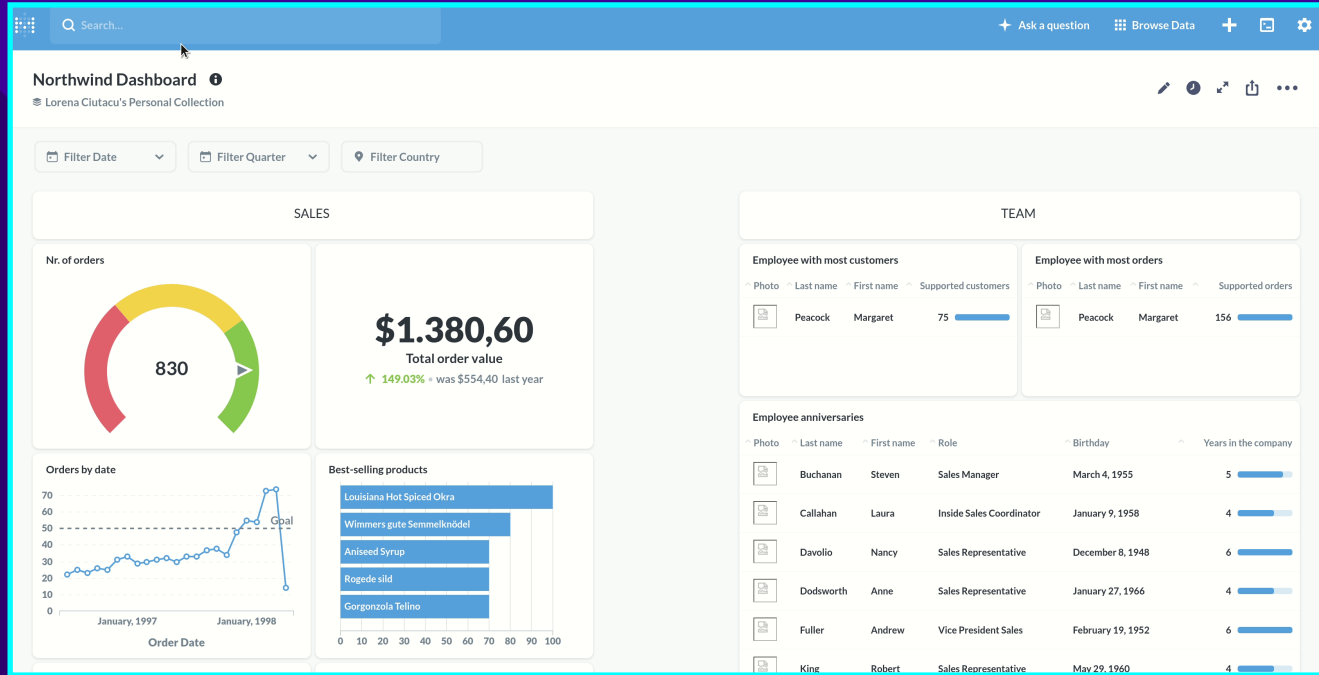 Search...
Ask a question
Browse Data
Northwind Dashboard
Lorena Ciutacu's Personal Collection
Filter Date
Filter Quarter
Filter Country
SALES
Nr. of orders
830
$1.380,60
Total order value
149.03% • was $554,40 last year
Orders by date
70
60
50
40
30
20
10
0
Goal
January, 1997
January, 1998
Order Date
Best-selling products
Louisiana Hot Spiced Okra
Wimmers gute Semmelknödel
Aniseed Syrup
Rogede sild
Gorgonzola Telino
0 10 20 30 40 50 60 70 80 90 100
TEAM
Employee with most customers
Photo Last name First name Supported customers
Peacock Margaret 75
Employee with most orders
Photo Last name First name Supported orders
Peacock Margaret 156
Employee anniversaries
Photo Last name First name Role Birthday Years in the company
Buchanan Steven Sales Manager March 4, 1955 5
Callahan Laura Inside Sales Coordinator January 9, 1958 4
Davolio Nancy Sales Representative December 8, 1948 6
Dodsworth Anne Sales Representative January 27, 1966 4
Fuller Andrew Vice President Sales February 19, 1952 6
King Robert Sales Representative May 29, 1960 4